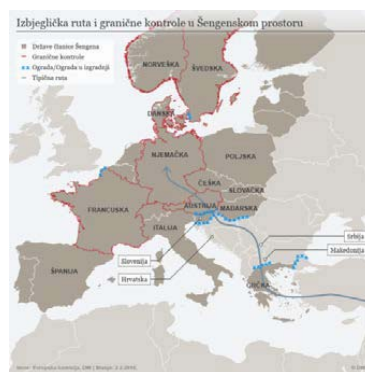 Izbjeglička ruta i granične kontrole u Šengenskom prostoru
Države članice Šengena
Granične kontrole
Ograda/Ograda u izgradnji
Tipična ruta
NORVEŠKA
ŠVEDSKA
DANSKA
NJEMAČKA
POLJSKA
ČEŠKA
SLOVAČKA
AUSTRIJA
MAĐARSKA
FRANCUSKA
ITALIJA
Srbija
Slovenija
Makedonija
ŠPANIJA
Hrvatska
GRČKA
© DW